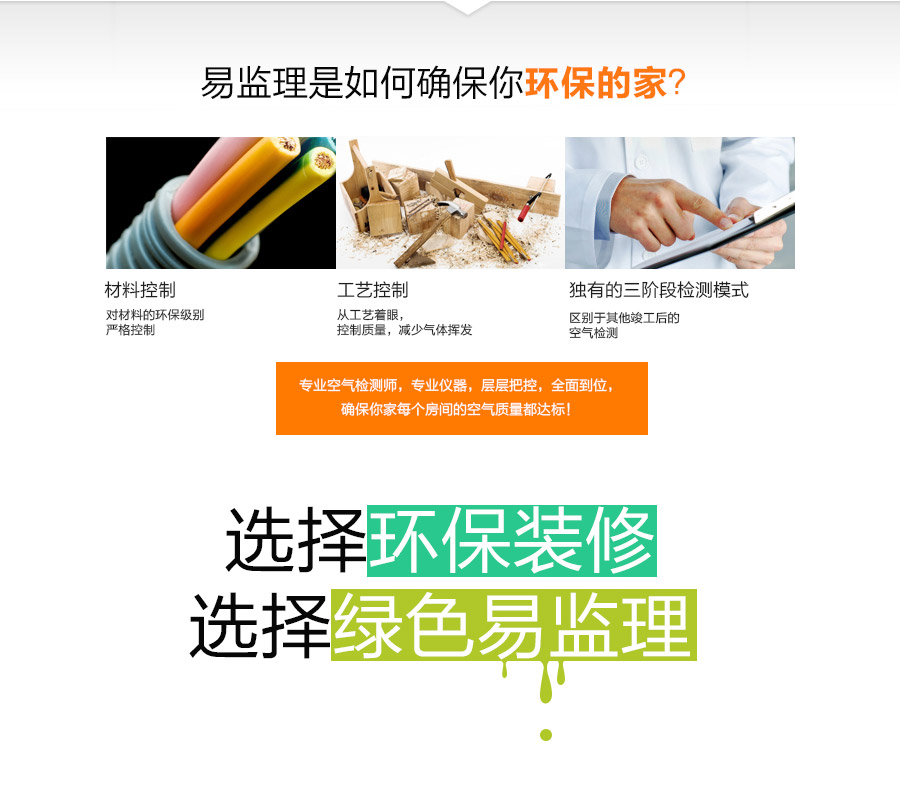 易监理是如何确保你环保的家?
材料控制
对材料的环保级别
严格控制
工艺控制
从工艺着眼，
控制质量，减少气体挥发
独有的三阶段检测模式
区别于其他竣工后的
空气检测
专业空气检测师，专业仪器，层层把控，全面到位，
确保你家每个房间的空气质量都达标！
选择环保装修
选择绿色易监理